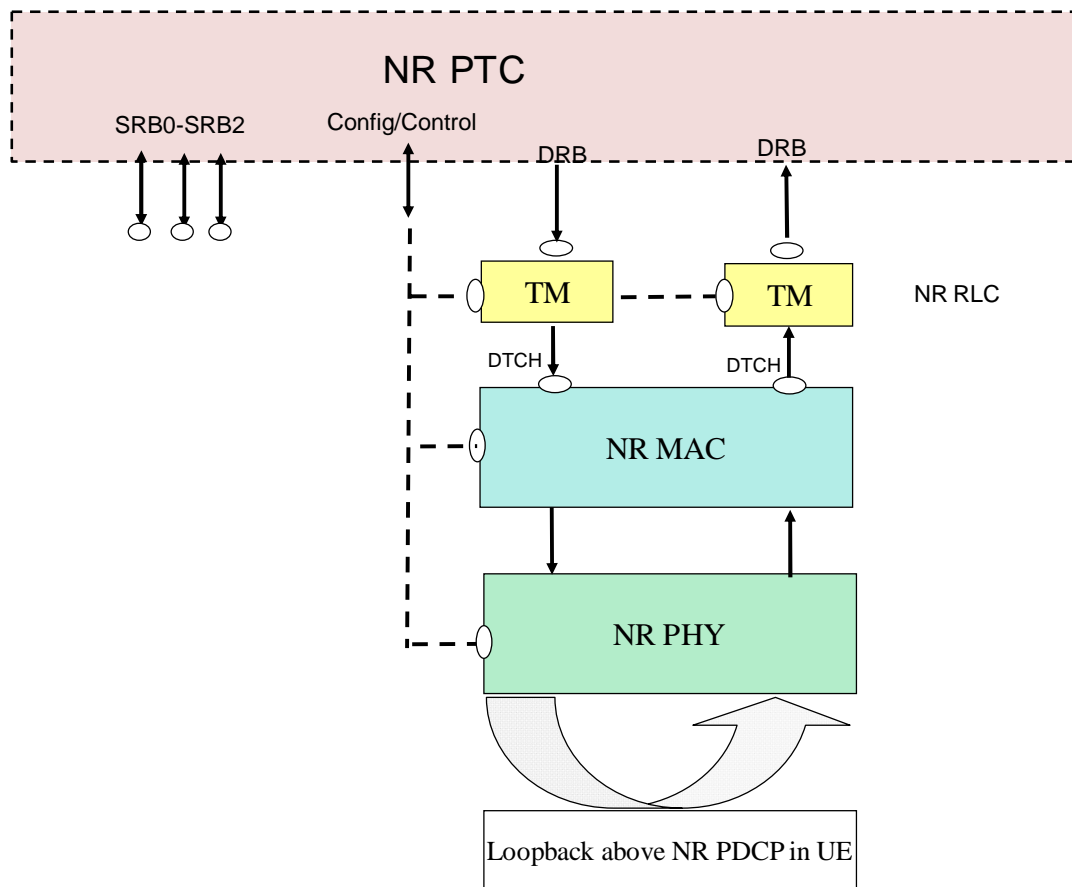 NR PTC
SRB0-SRB2
Config/Control
DRB
DRB
TM
TM
NR RLC
DTCH
DTCH
NR MAC
NR PHY
Loopback above NR PDCP in UE